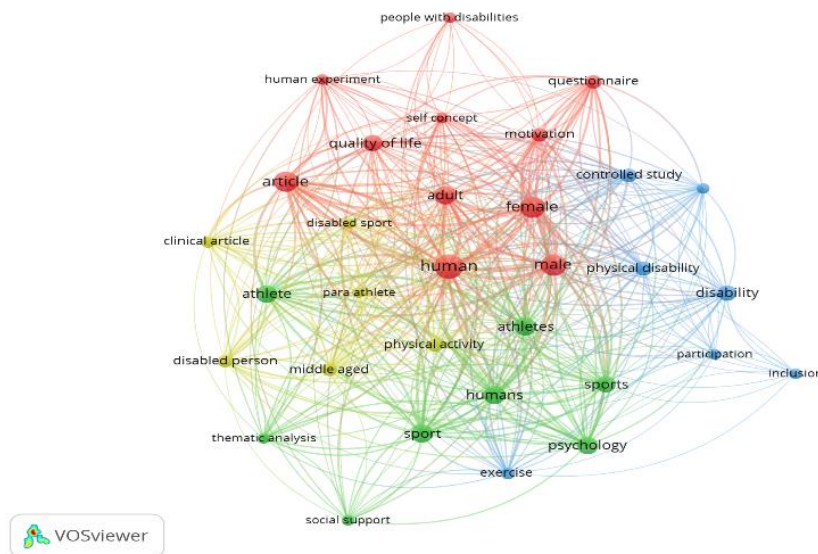 people with disabilities
human experiment
questionnaire
self concept
motivation
quality of life
controlled study
article
adult
female
disabled sport
clinical article
human
male
physical disability
athlete
para athlete
disability
athletes
physical activity
participation
disabled person
middle aged
inclusion
humans
sports
thematic analysis
sport
psychology
exercise
social support
VOSviewer